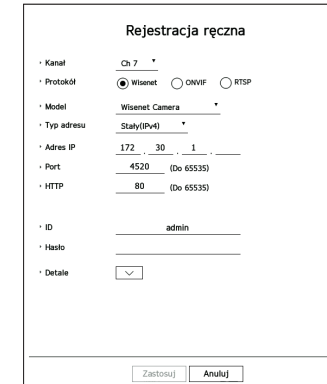 Rejestracja ręczna
Kanał Ch 7
Protokół Wisenet ONVIF RTSP
Model Wisenet Camera
Typ adresu Stały(IPv4)
Adres IP 172 . 30 . 1 .
Port 4520 (Do 65535)
HTTP 80 (Do 65535)
ID admin
Hasło
Detale
Zastosuj Anuluj